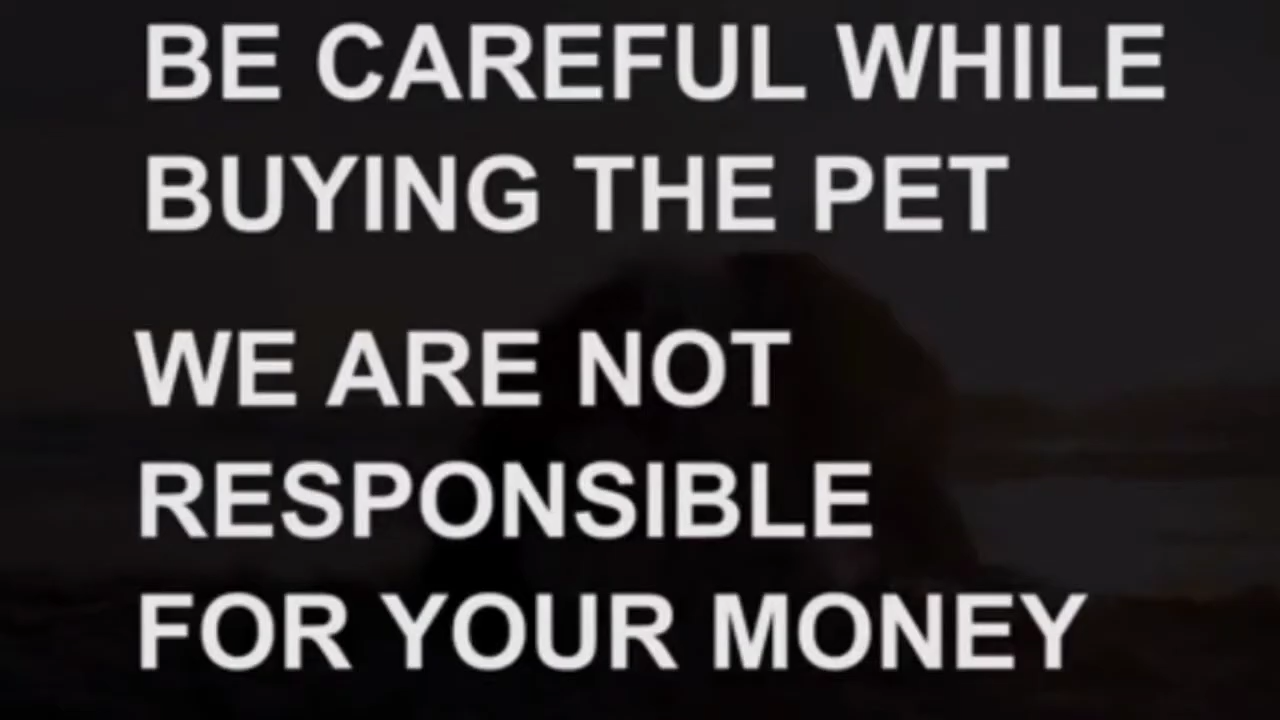 BE CAREFUL WHILE
BUYING THE PET
WE ARE NOT
RESPONSIBLE
FOR YOUR MONEY